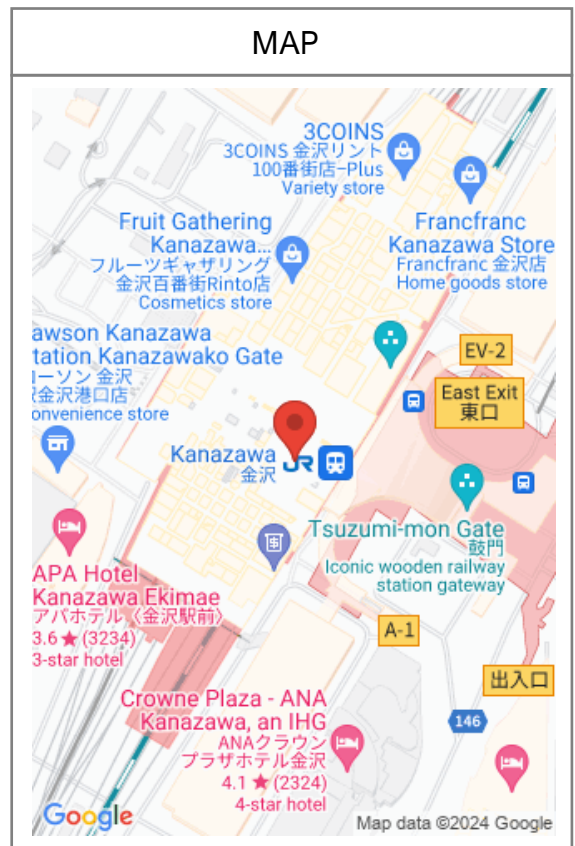 MAP
3COINS
3COINS 金沢リント
100番街店-Plus
Variety store
Francfranc
Kanazawa Store
Francfranc 金沢店
Home goods store
Fruit Gathering
Kanazawa...
フルーツギャザリング
金沢百番街Rinto店
Cosmetics store
awson Kanazawa
tation Kanazawako Gate
ローソン 金沢
沢金沢港口店
onvenience store
EV-2
East Exit
東口
Kanazawa
金沢
JR
Tsuzumi-mon Gate
鼓門
Iconic wooden railway
station gateway
APA Hotel
Kanazawa Ekimae
アパホテル〈金沢駅前〉
3.6★(3234)
3-star hotel
A-1
出入口
146
Crowne Plaza - ANA
Kanazawa, an IHG
ANAクラウン
プラザホテル金沢
4.1★(2324)
4-star hotel
Google
Map data ©2024 Google